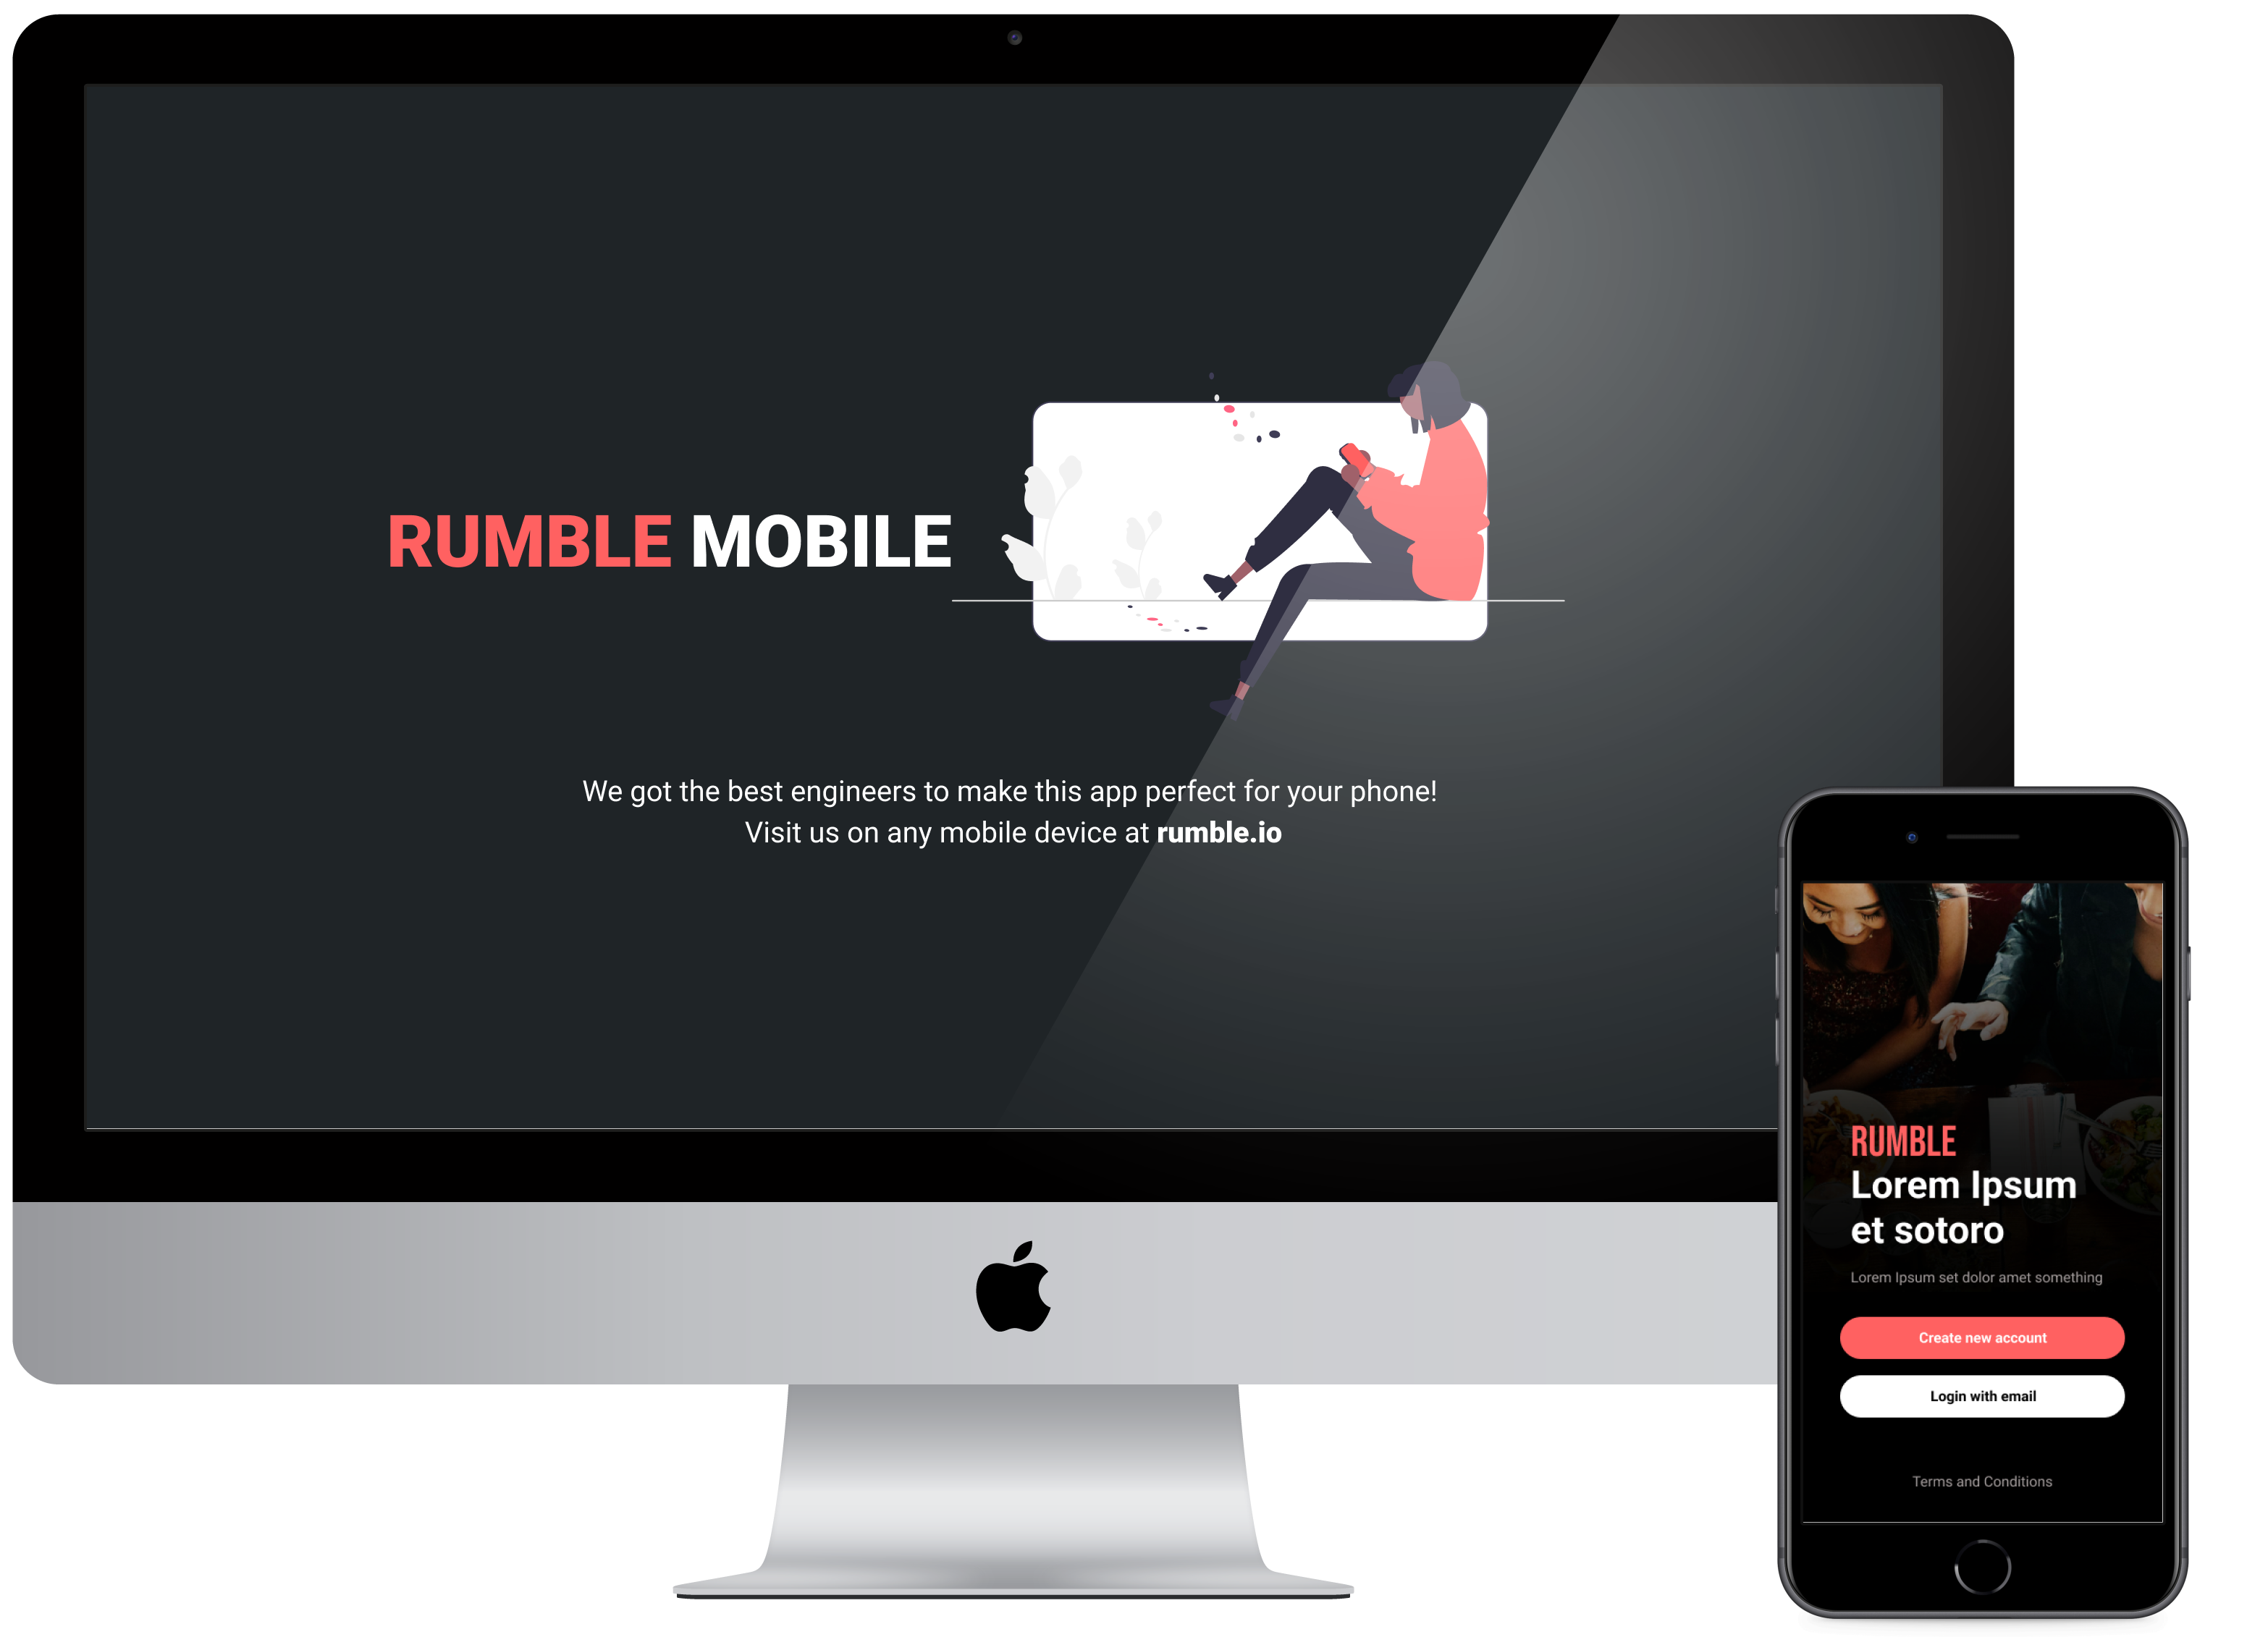 RUMBLE MOBILE
We got the best engineers to make this app perfect for your phone!
Visit us on any mobile device at rumble.io
RUMBLE
Lorem Ipsum
et sotoro
Lorem Ipsum set dolor amet something
Create new account
Login with email
Terms and Conditions